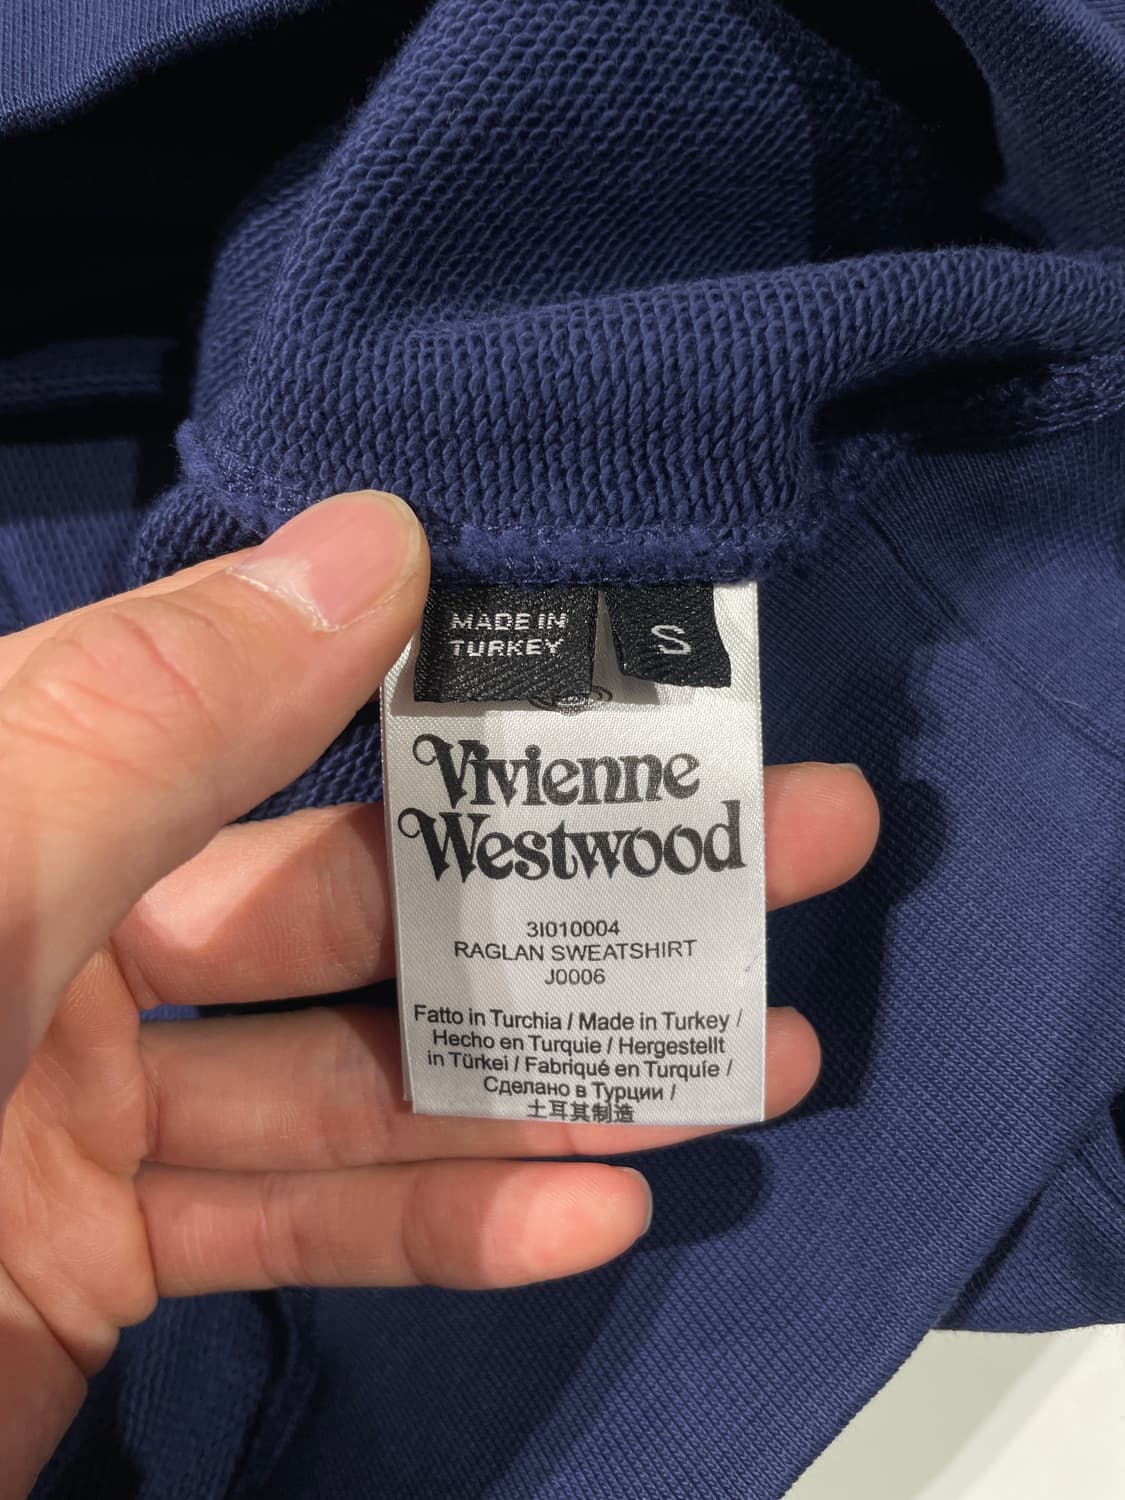 MADE IN
TURKEY
S
Vivienne
Westwood
3I010004
RAGLAN SWEATSHIRT
J0006
Fatto in Turchia / Made in Turkey /
Hecho en Turquie / Hergestellt
in Türkei / Fabriqué en Turquie /
Сделано в Турции /
土耳其制造